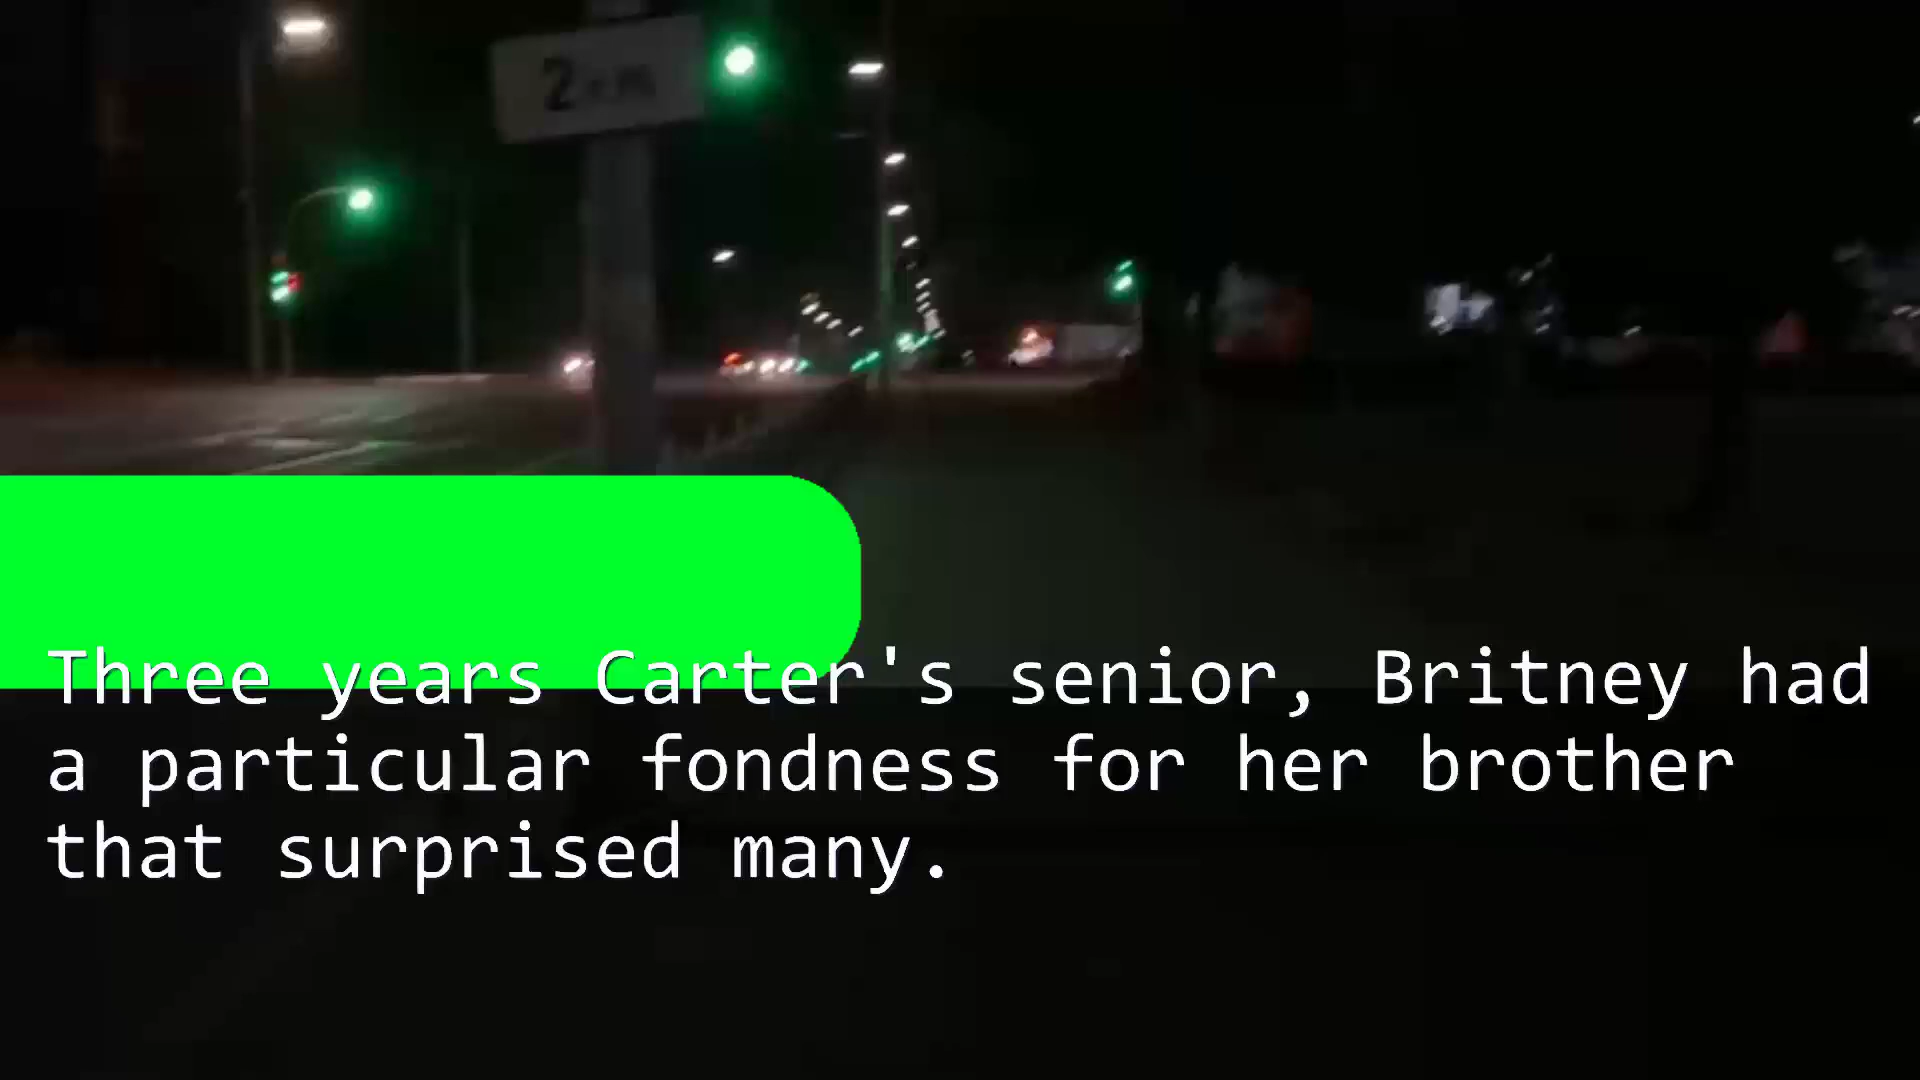 Three years Carter's senior, Britney had
a particular fondness for her brother
that surprised many.